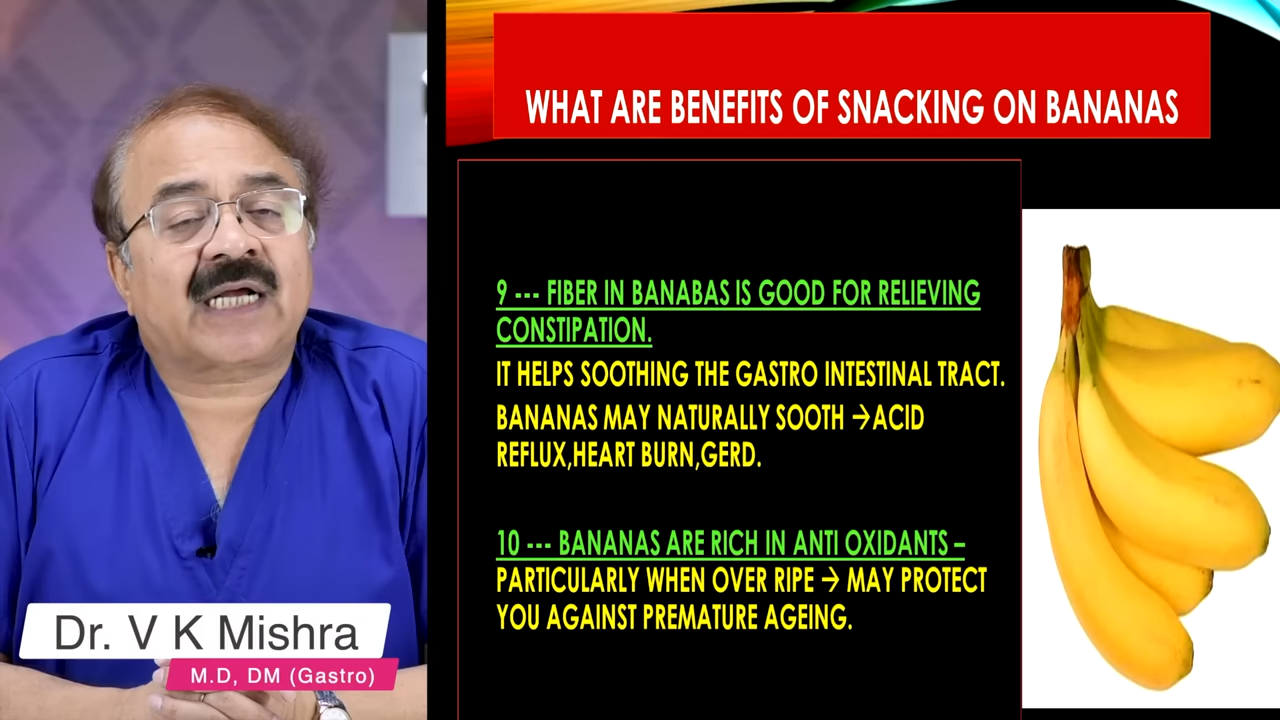 WHAT ARE BENEFITS OF SNACKING ON BANANAS
9 --- FIBER IN BANABAS IS GOOD FOR RELIEVING
CONSTIPATION.
IT HELPS SOOTHING THE GASTRO INTESTINAL TRACT.
BANANAS MAY NATURALLY SOOTH →ACID
REFLUX,HEART BURN,GERD.
10 --- BANANAS ARE RICH IN ANTI OXIDANTS –
PARTICULARLY WHEN OVER RIPE → MAY PROTECT
YOU AGAINST PREMATURE AGEING.
Dr. V K Mishra
M.D, DM (Gastro)